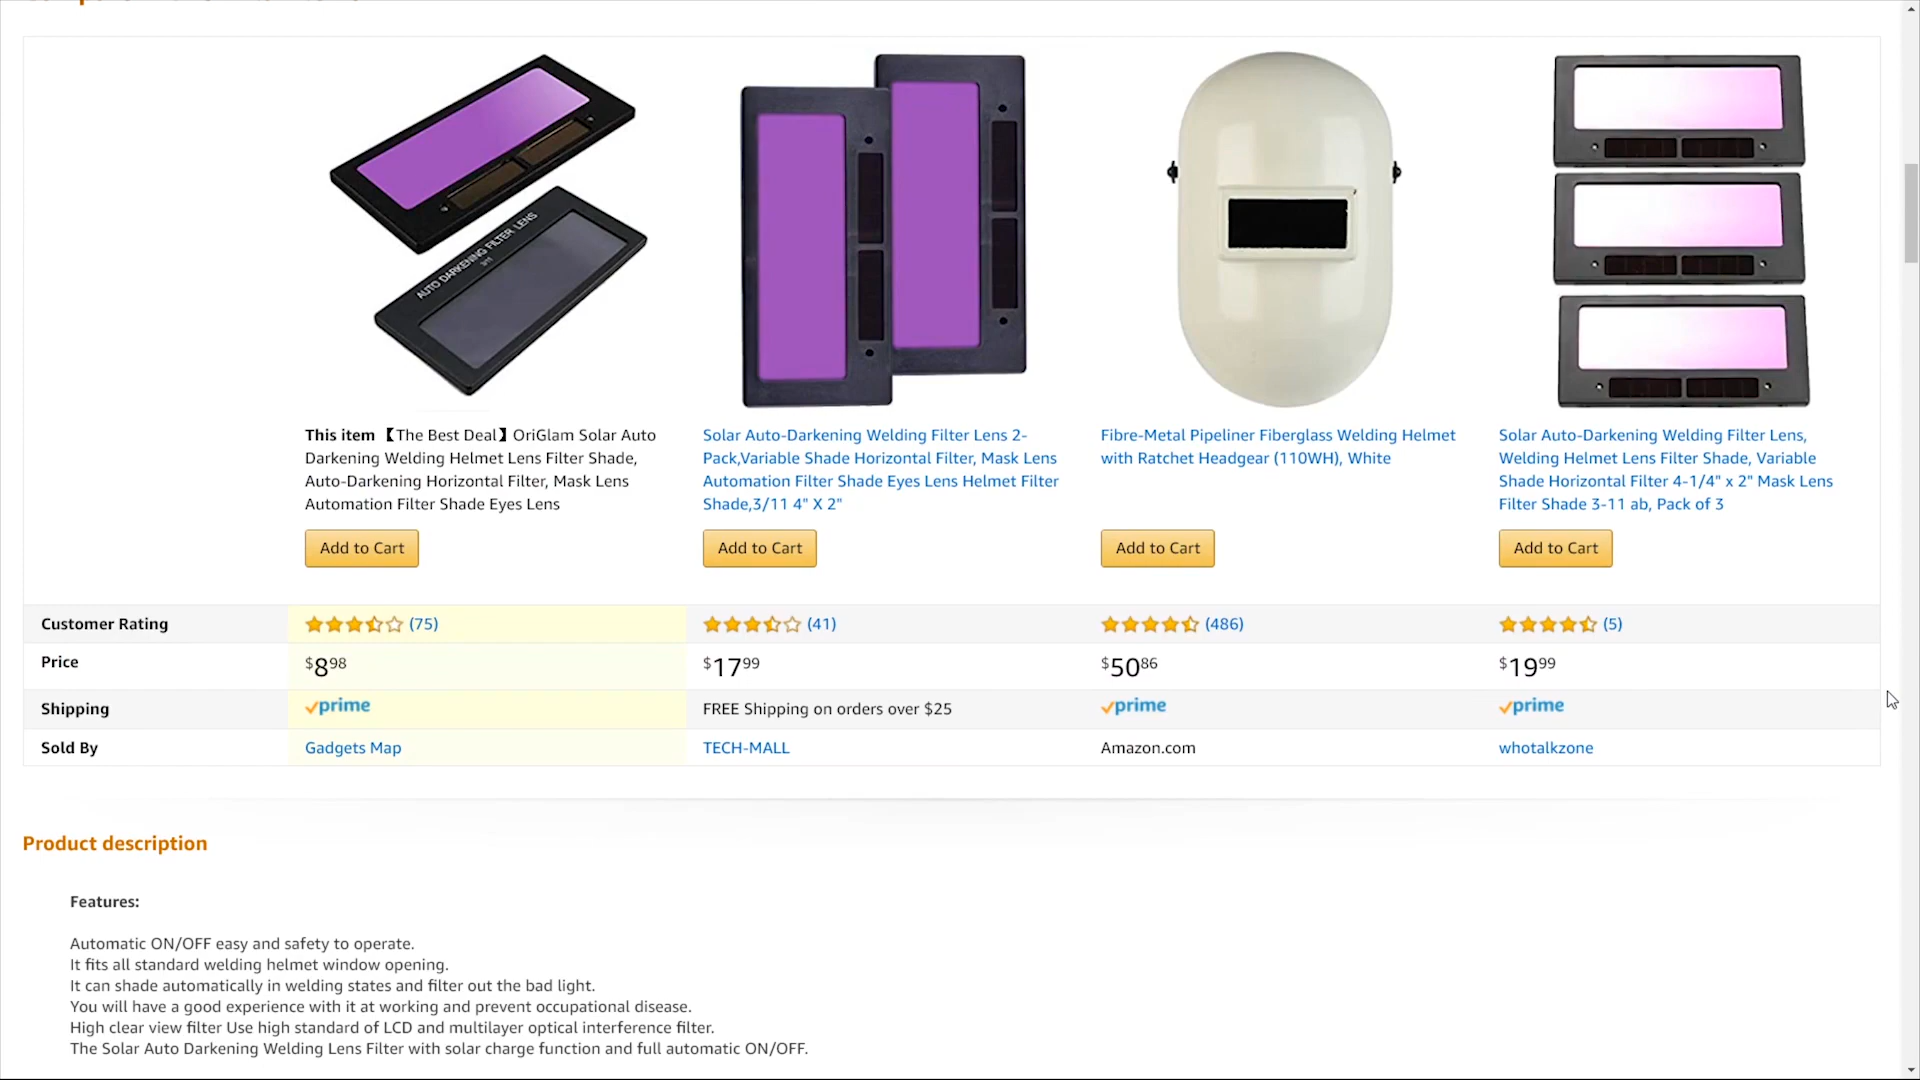 AUTO DARKENING FILTER LENS
This item 【The Best Deal】OriGlam Solar Auto
Darkening Welding Helmet Lens Filter Shade,
Auto-Darkening Horizontal Filter, Mask Lens
Automation Filter Shade Eyes Lens
Solar Auto-Darkening Welding Filter Lens 2-
Pack,Variable Shade Horizontal Filter, Mask Lens
Automation Filter Shade Eyes Lens Helmet Filter
Shade,3/11 4" X 2"
Fibre-Metal Pipeliner Fiberglass Welding Helmet
with Ratchet Headgear (110WH), White
Solar Auto-Darkening Welding Filter Lens,
Welding Helmet Lens Filter Shade, Variable
Shade Horizontal Filter 4-1/4" x 2" Mask Lens
Filter Shade 3-11 ab, Pack of 3
Add to Cart Add to Cart Add to Cart Add to Cart
Customer Rating (75) (41) (486) (5)
Price $898 $1799 $5086 $1999
Shipping prime FREE Shipping on orders over $25 prime prime
Sold By Gadgets Map TECH-MALL Amazon.com whotalkzone
Product description
Features:
Automatic ON/OFF easy and safety to operate.
It fits all standard welding helmet window opening.
It can shade automatically in welding states and filter out the bad light.
You will have a good experience with it at working and prevent occupational disease.
High clear view filter Use high standard of LCD and multilayer optical interference filter.
The Solar Auto Darkening Welding Lens Filter with solar charge function and full automatic ON/OFF.